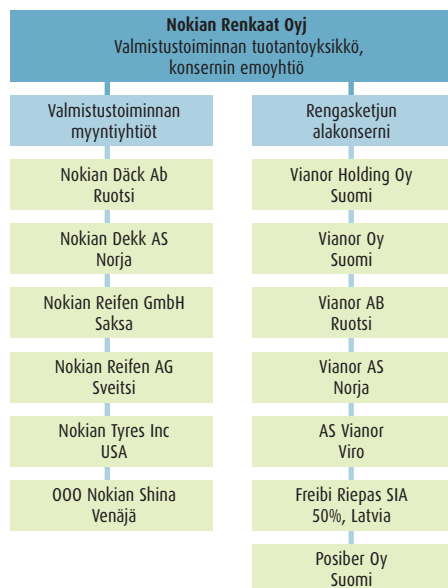 Nokian Renkaat Oyj
Valmistustoiminnan tuotantoyksikkö,
konsernin emoyhtiö
Valmistustoiminnan
myyntiyhtiöt
Nokian Däck Ab
Ruotsi
Nokian Dekk AS
Norja
Nokian Reifen GmbH
Saksa
Nokian Reifen AG
Sveitsi
Nokian Tyres Inc
USA
OOO Nokian Shina
Venäjä
Rengasketjun
alakonserni
Vianor Holding Oy
Suomi
Vianor Oy
Suomi
Vianor AB
Ruotsi
Vianor AS
Norja
AS Vianor
Viro
Freibi Riepas SIA
50%, Latvia
Posiber Oy
Suomi